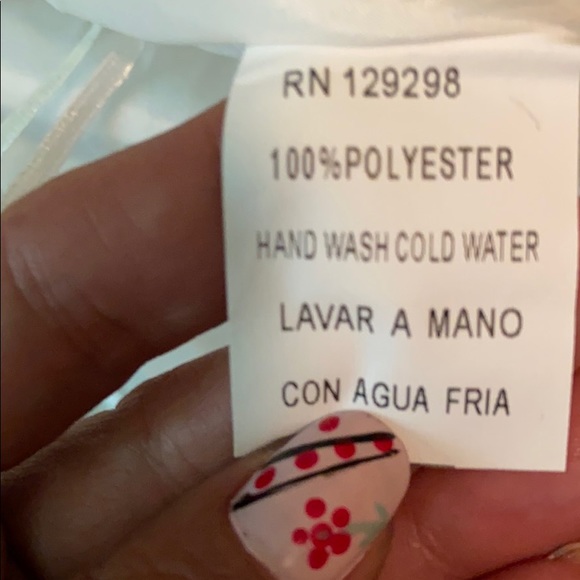 RN 129298
100%POLYESTER
HAND WASH COLD WATER
LAVAR A MANO
CON AGUA FRIA